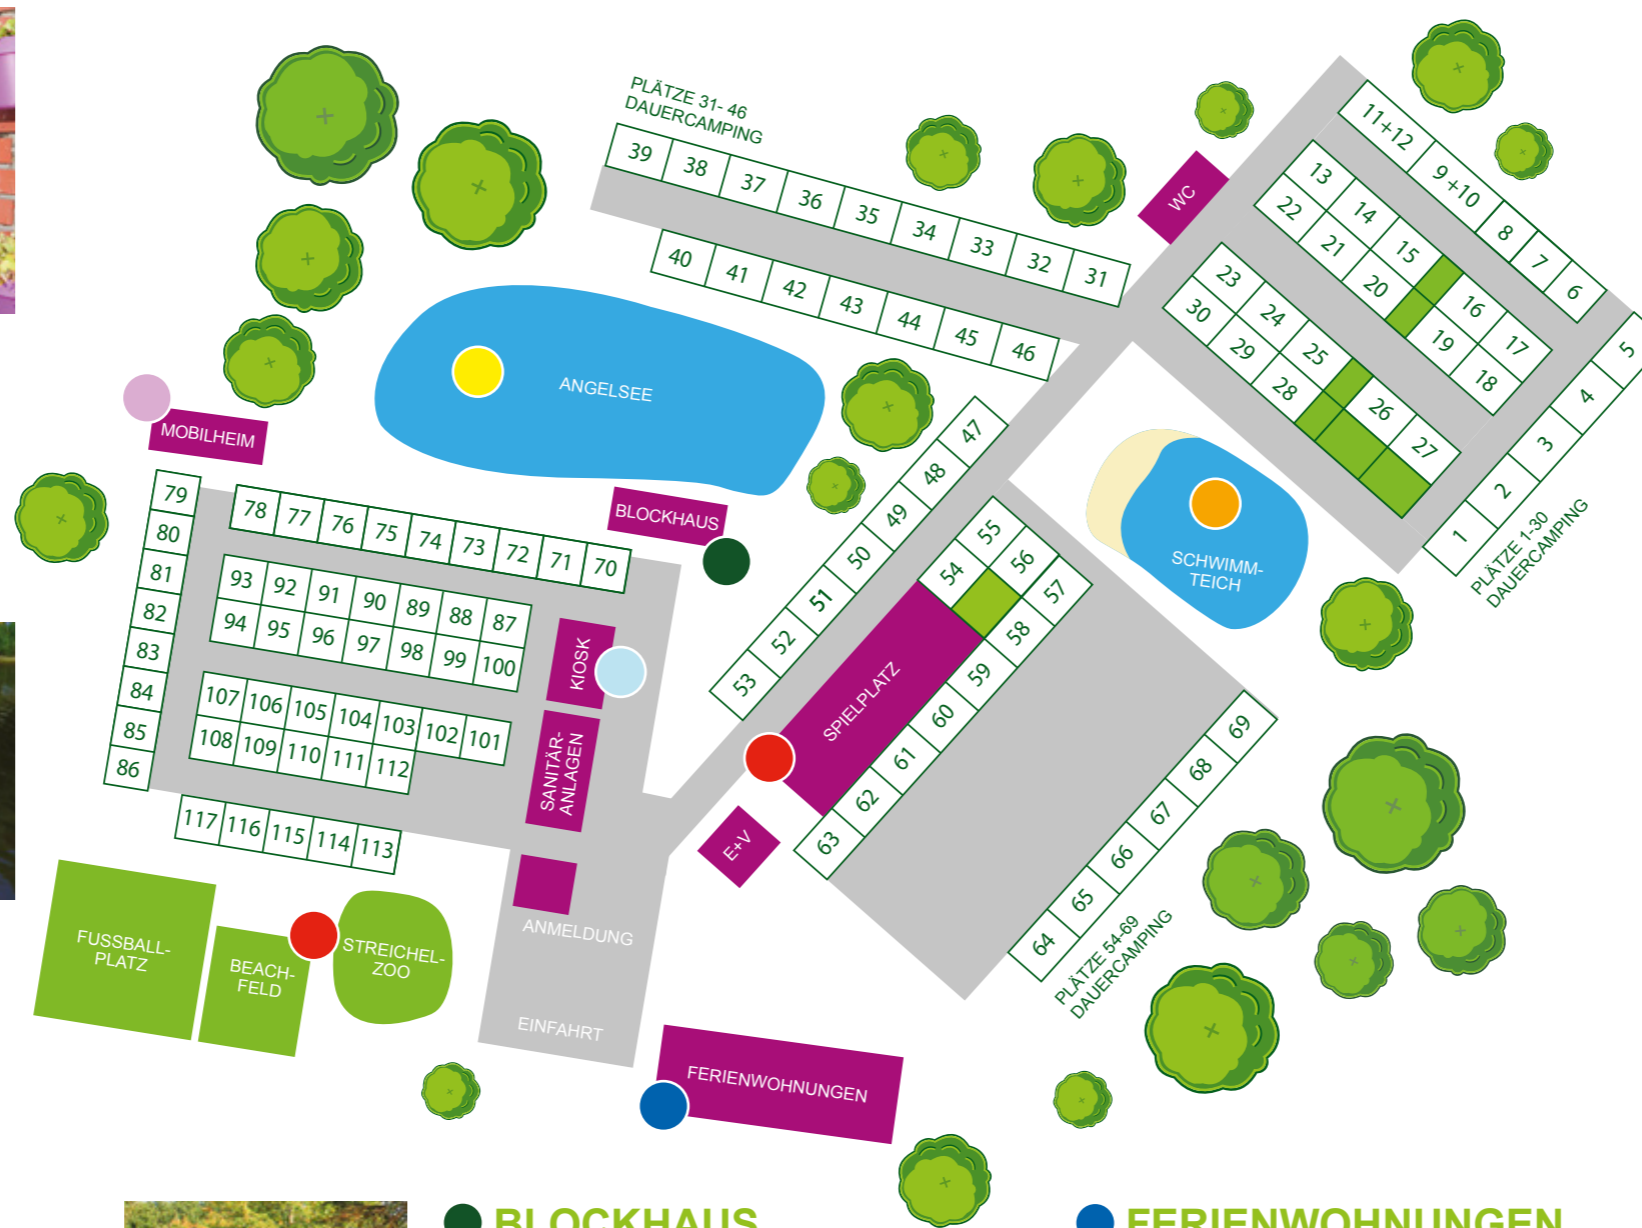 PLÄTZE 31- 46
DAUERCAMPING
39 38 37 36 35 34 33 32 31
40 41 42 43 44 45 46
WC
11+12 9+10 8 7 6
13 14 15 16 17
22 21 20 19 18
23 24 25 26 27
30 29 28
5 4 3 2 1
PLÄTZE 1-30
DAUERCAMPING
ANGELSEE
MOBILHEIM
BLOCKHAUS
SCHWIMM-
TEICH
47 48 49 50 51 52 53
55 56 57
54
58 59 60 61 62 63
SPIELPLATZ
E+V
69 68 67 66 65 64
PLÄTZE 54-69
DAUERCAMPING
79 80 81 82 83 84 85 86
78 77 76 75 74 73 72 71 70
93 92 91 90 89 88 87
94 95 96 97 98 99 100
107 106 105 104 103 102 101
108 109 110 111 112
117 116 115 114 113
KIOSK
SANITÄR-
ANLAGEN
ANMELDUNG
EINFAHRT
FUSSBALL-
PLATZ
BEACH-
FELD
STREICHEL-
ZOO
FERIENWOHNUNGEN
BLOCKHAUS
FERIENWOHNUNGEN